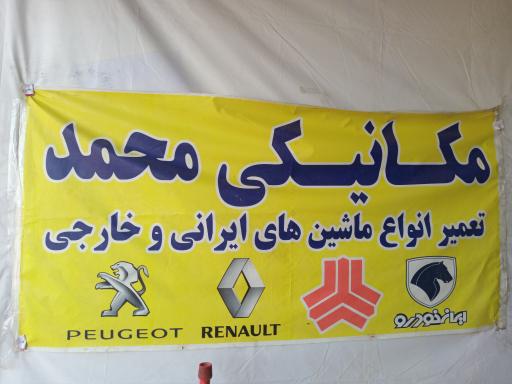 مکانیکی محمد
تعمیر انواع ماشین های ایرانی و خارجی
PEUGEOT
RENAULT
ایران‌خودرو